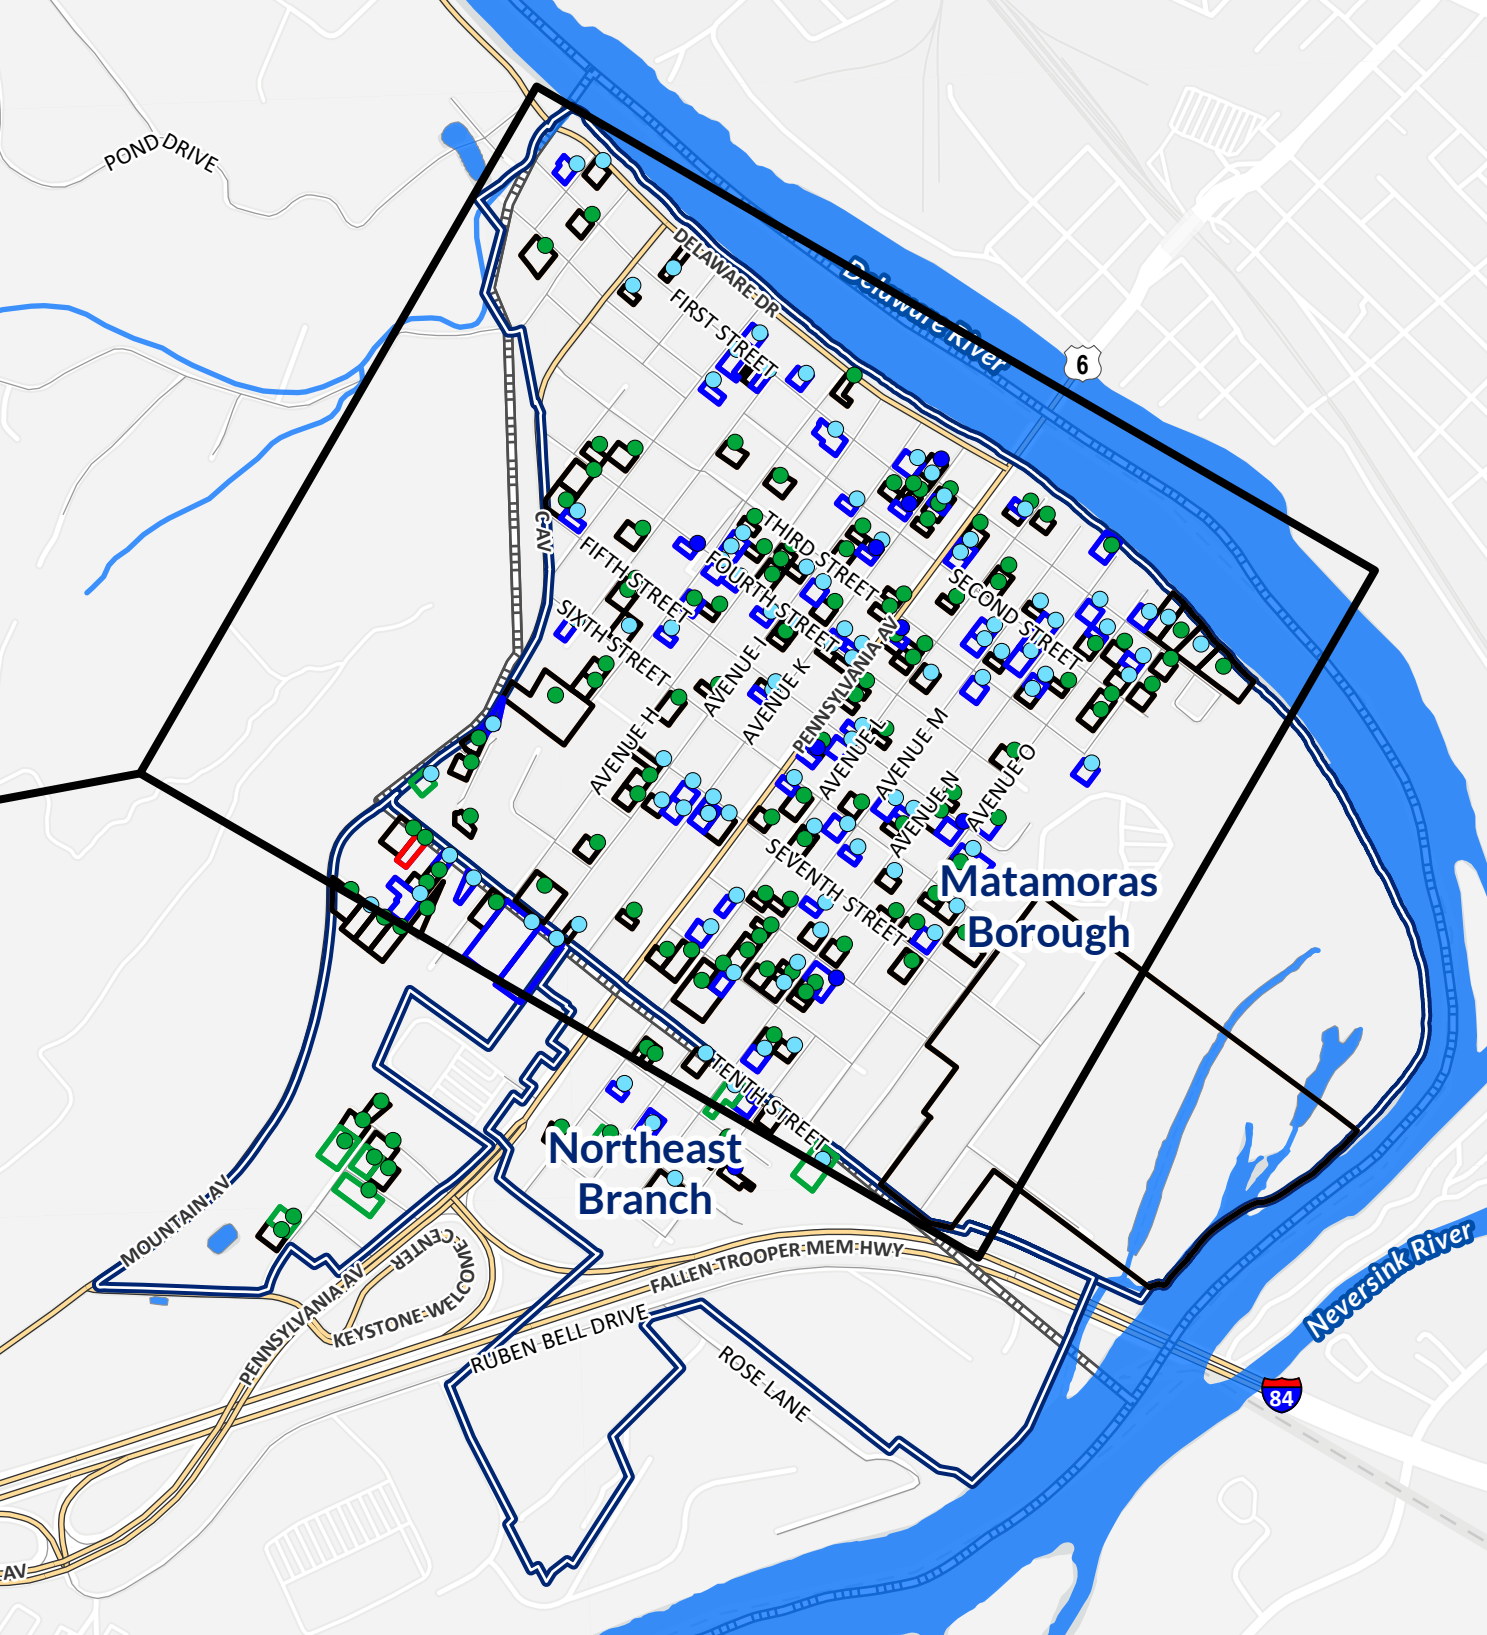 POND DRIVE
DELAWARE DR
Delaware River
FIRST STREET
6
C AV
THIRD STREET
FIFTH STREET
FOURTH STREET
SECOND STREET
SIXTH STREET
AVENUE I
AVENUE K
PENNSYLVANIA AV
AVENUE H
AVENUE L
AVENUE M
AVENUE N
AVENUE O
SEVENTH STREET
Matamoras
Borough
TENTH STREET
Northeast
Branch
MOUNTAIN AV
PENNSYLVANIA AV
KEYSTONE WELCOME
CENTER
FALLEN TROOPER MEM HWY
RUBEN BELL DRIVE
ROSE LANE
Neversink River
84
AV